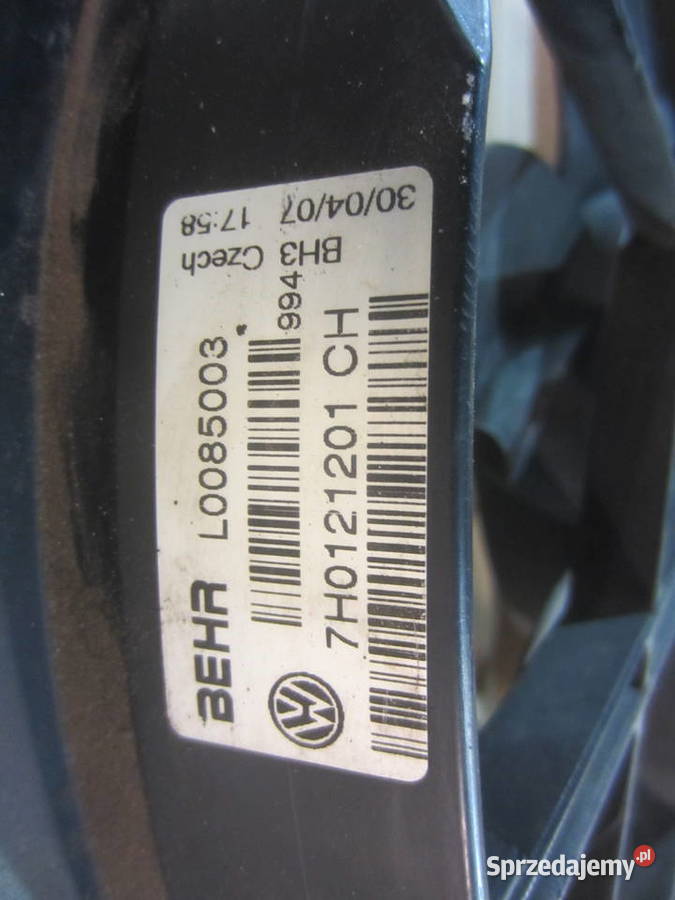 BEHR L0085003
994
7H0121201 CH
BH3 Czech
30/04/07 17:58
Sprzedajemy.pl